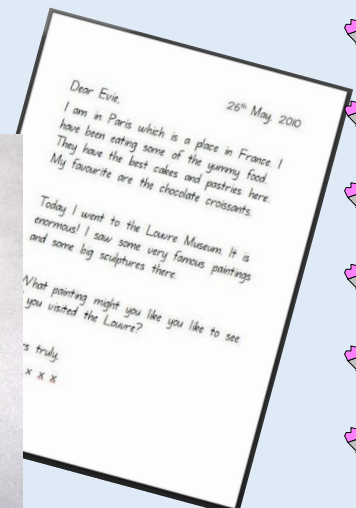 26th May, 2010
Dear Evie,
I am in Paris which is a place in France. I
have been eating some of the yummy food.
They have the best cakes and pastries here.
My favourite are the chocolate croissants.
Today I went to the Louvre Museum. It is
enormous! I saw some very famous paintings
and some big sculptures there.
What painting might you like you like to see
you visited the Louvre?
truly,
x x x